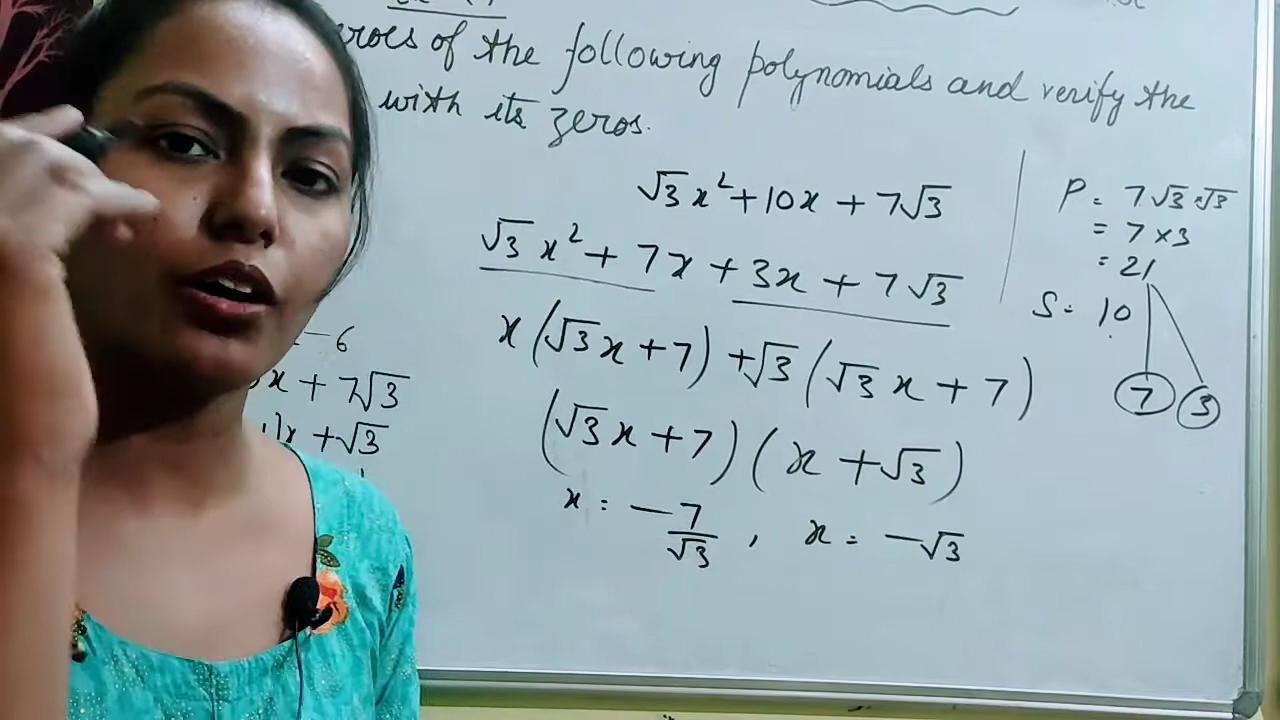 of the following polynomials and verify the
with its zeros.
√3x²+10x+7√3
√3x²+7x+3x+7√3
x(√3x+7)+√3(√3x+7)
(√3x+7)(x+√3)
x=-7/√3, x=-√3
P=7√3·√3
=7×3
=21
S=10
7 3
-6
x+7√3
x+√3